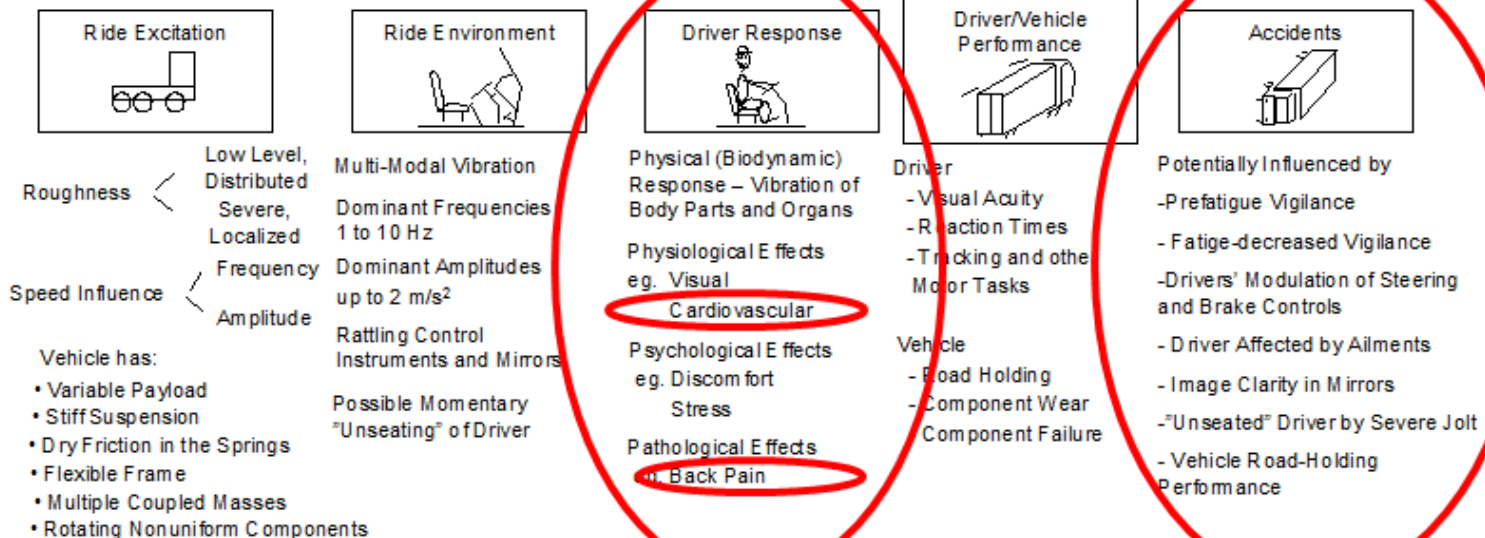 Ride Excitation
Roughness
Low Level,
Distributed
Severe,
Localized
Speed Influence
Frequency
Amplitude
Vehicle has:
• Variable Payload
• Stiff Suspension
• Dry Friction in the Springs
• Flexible Frame
• Multiple Coupled Masses
• Rotating Nonuniform Components
Ride Environment
Multi-Modal Vibration
Dominant Frequencies
1 to 10 Hz
Dominant Amplitudes
up to 2 m/s²
Rattling Control
Instruments and Mirrors
Possible Momentary
"Unseating" of Driver
Driver Response
Physical (Biodynamic)
Response – Vibration of
Body Parts and Organs
Physiological Effects
eg. Visual
Cardiovascular
Psychological Effects
eg. Discomfort
Stress
Pathological Effects
Back Pain
Driver/Vehicle
Performance
Driver
- Visual Acuity
- Reaction Times
- Tracking and other
Motor Tasks
Vehicle
- Road Holding
- Component Wear
Component Failure
Accidents
Potentially Influenced by
-Prefatigue Vigilance
- Fatige-decreased Vigilance
-Drivers' Modulation of Steering
and Brake Controls
- Driver Affected by Ailments
- Image Clarity in Mirrors
-"Unseated" Driver by Severe Jolt
- Vehicle Road-Holding
Performance